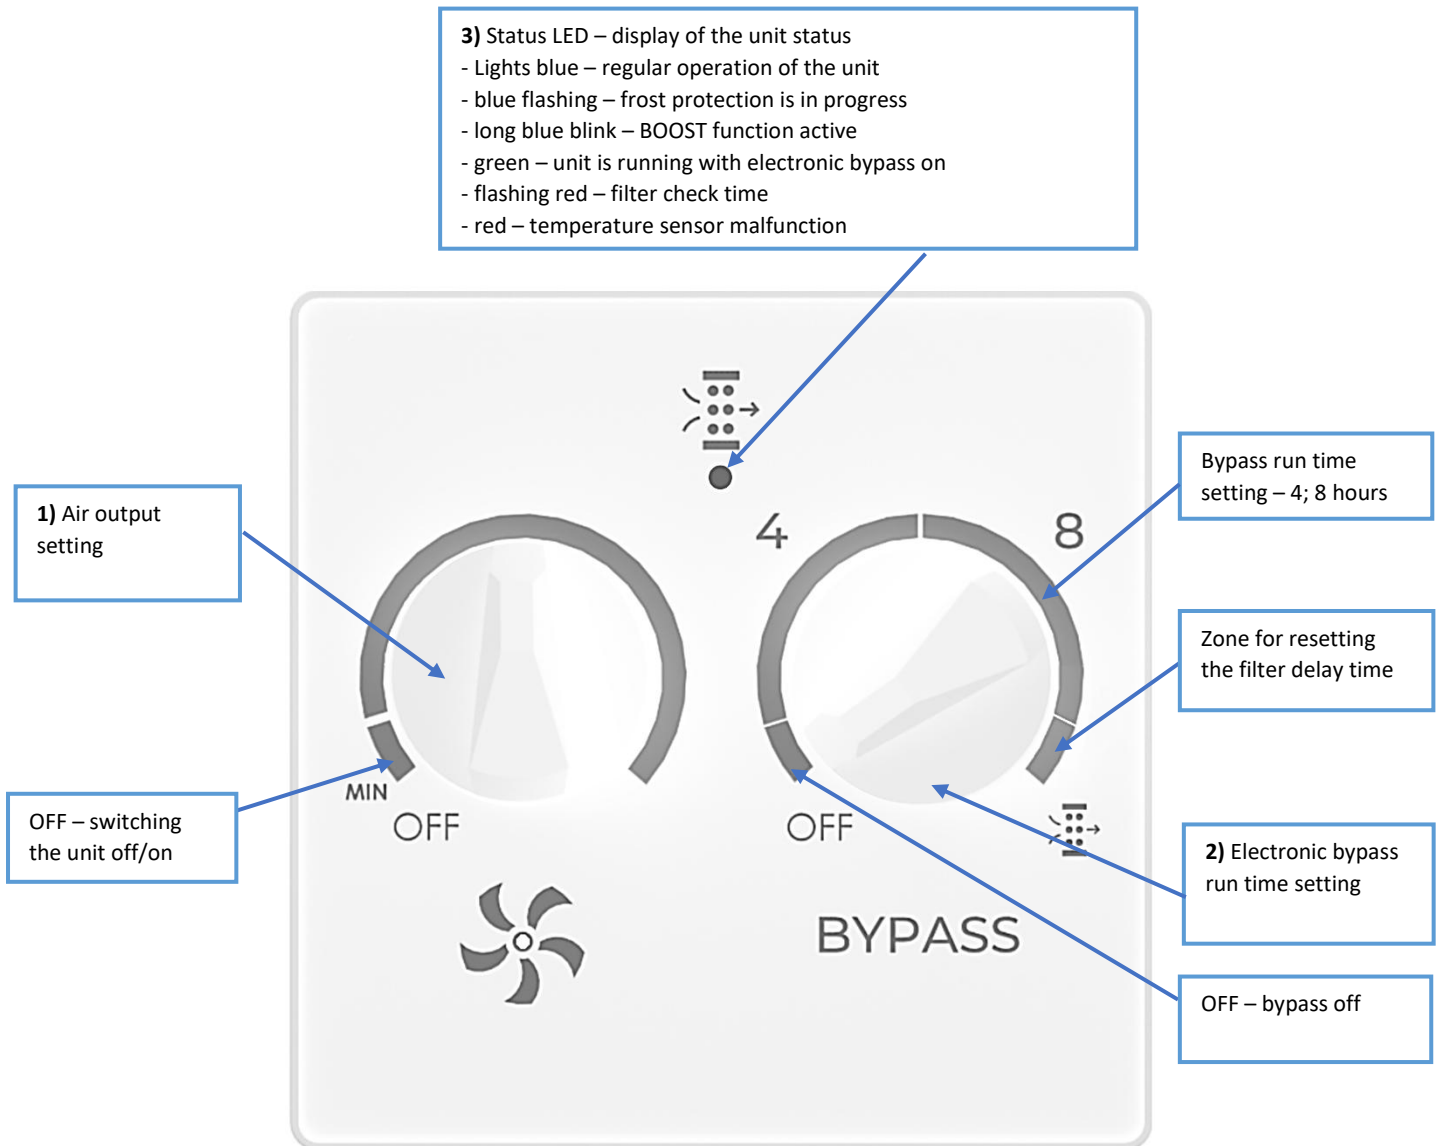 3) Status LED – display of the unit status
- Lights blue – regular operation of the unit
- blue flashing – frost protection is in progress
- long blue blink – BOOST function active
- green – unit is running with electronic bypass on
- flashing red – filter check time
- red – temperature sensor malfunction
Bypass run time
setting – 4; 8 hours
1) Air output
setting
4
8
Zone for resetting
the filter delay time
MIN
OFF
OFF
OFF – switching
the unit off/on
2) Electronic bypass
run time setting
BYPASS
OFF – bypass off